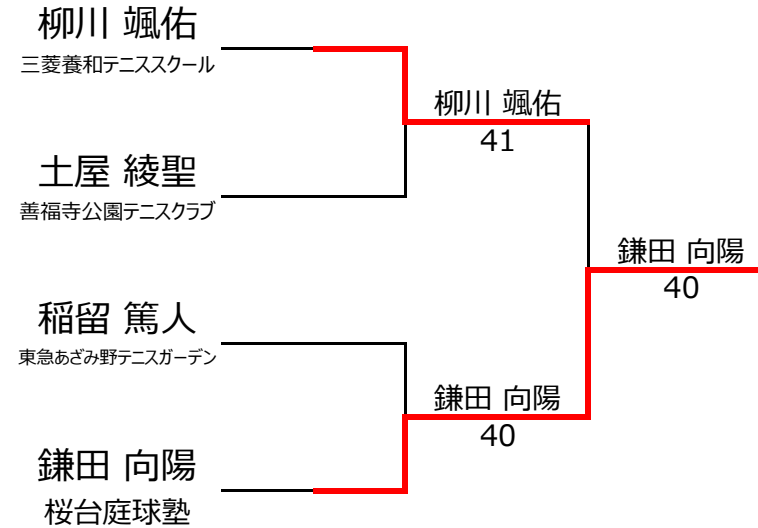 柳川 颯佑
三菱養和テニススクール
柳川 颯佑
41
土屋 綾聖
善福寺公園テニスクラブ
鎌田 向陽
40
稲留 篤人
東急あざみ野テニスガーデン
鎌田 向陽
40
鎌田 向陽
桜台庭球塾